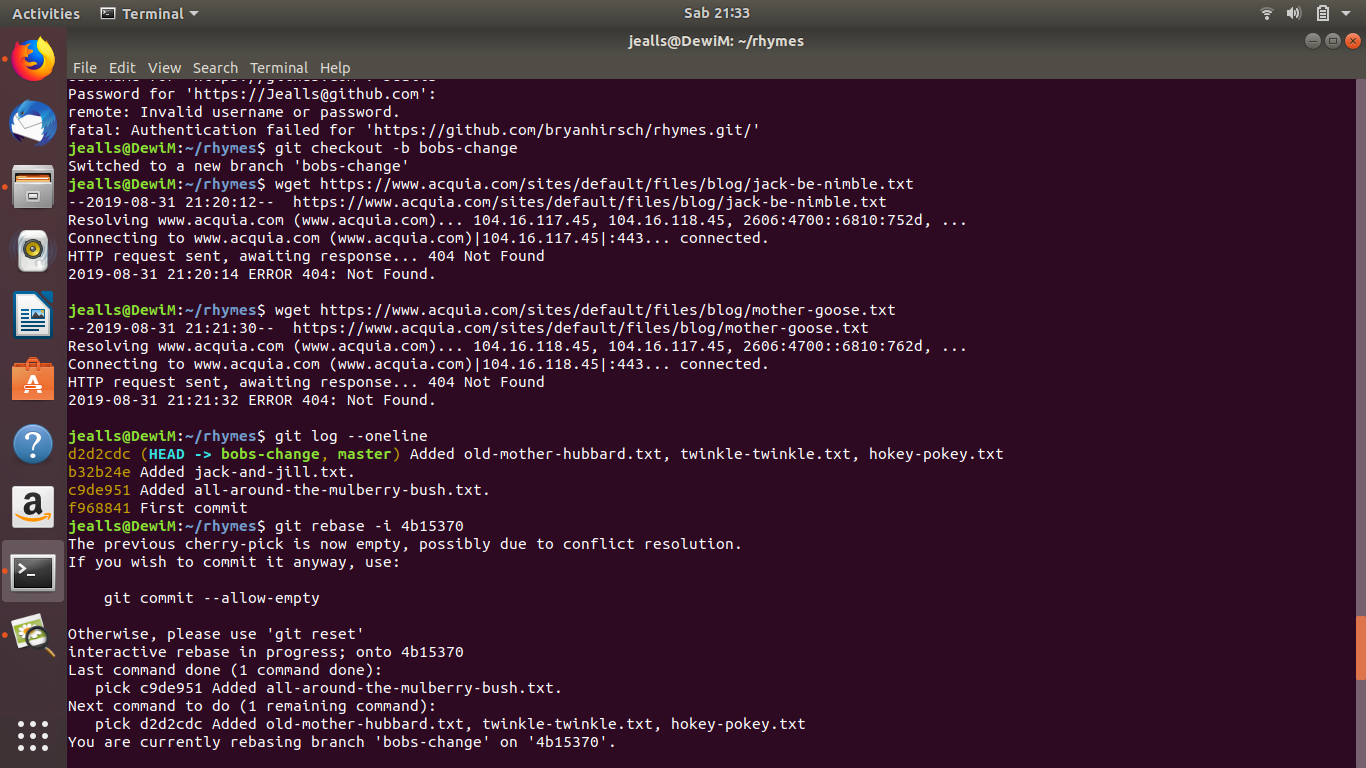 Activities
Terminal
Sab 21:33
jealls@DewiM: ~/rhymes
File Edit View Search Terminal Help
Password for 'https://Jealls@github.com':
remote: Invalid username or password.
fatal: Authentication failed for 'https://github.com/bryanhirsch/rhymes.git/'
jealls@DewiM:~/rhymes$ git checkout -b bobs-change
Switched to a new branch 'bobs-change'
jealls@DewiM:~/rhymes$ wget https://www.acquia.com/sites/default/files/blog/jack-be-nimble.txt
--2019-08-31 21:20:12--  https://www.acquia.com/sites/default/files/blog/jack-be-nimble.txt
Resolving www.acquia.com (www.acquia.com)... 104.16.117.45, 104.16.118.45, 2606:4700::6810:752d, ...
Connecting to www.acquia.com (www.acquia.com)|104.16.117.45|:443... connected.
HTTP request sent, awaiting response... 404 Not Found
2019-08-31 21:20:14 ERROR 404: Not Found.
jealls@DewiM:~/rhymes$ wget https://www.acquia.com/sites/default/files/blog/mother-goose.txt
--2019-08-31 21:21:30--  https://www.acquia.com/sites/default/files/blog/mother-goose.txt
Resolving www.acquia.com (www.acquia.com)... 104.16.118.45, 104.16.117.45, 2606:4700::6810:762d, ...
Connecting to www.acquia.com (www.acquia.com)|104.16.118.45|:443... connected.
HTTP request sent, awaiting response... 404 Not Found
2019-08-31 21:21:32 ERROR 404: Not Found.
jealls@DewiM:~/rhymes$ git log --oneline
d2d2cdc (HEAD -> bobs-change, master) Added old-mother-hubbard.txt, twinkle-twinkle.txt, hokey-pokey.txt
b32b24e Added jack-and-jill.txt.
c9de951 Added all-around-the-mulberry-bush.txt.
f968841 First commit
jealls@DewiM:~/rhymes$ git rebase -i 4b15370
The previous cherry-pick is now empty, possibly due to conflict resolution.
If you wish to commit it anyway, use:
git commit --allow-empty
Otherwise, please use 'git reset'
interactive rebase in progress; onto 4b15370
Last command done (1 command done):
pick c9de951 Added all-around-the-mulberry-bush.txt.
Next command to do (1 remaining command):
pick d2d2cdc Added old-mother-hubbard.txt, twinkle-twinkle.txt, hokey-pokey.txt
You are currently rebasing branch 'bobs-change' on '4b15370'.